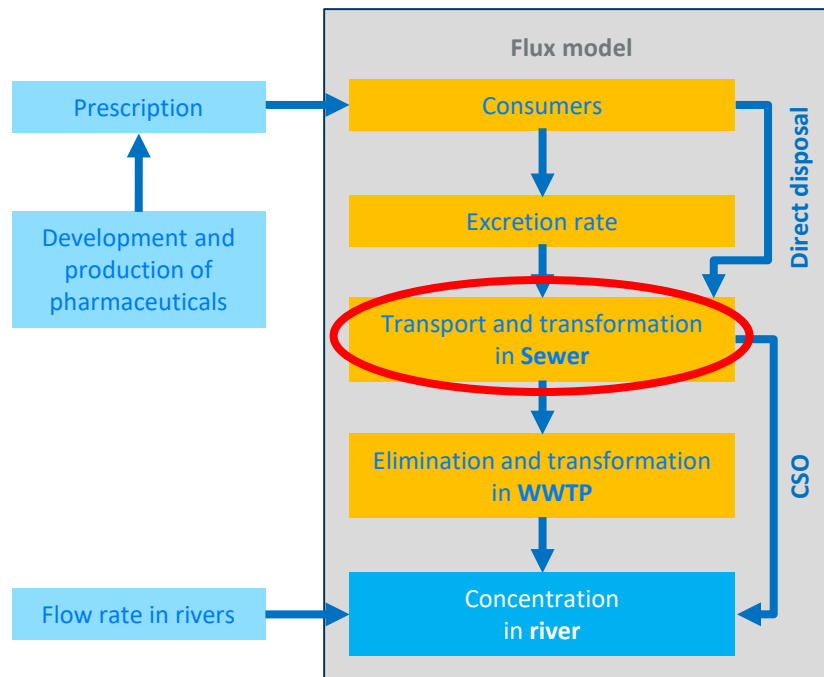 Flux model
Prescription
Consumers
Direct disposal
Excretion rate
Development and
production of
pharmaceuticals
Transport and transformation
in Sewer
Elimination and transformation
in WWTP
CSO
Flow rate in rivers
Concentration
in river